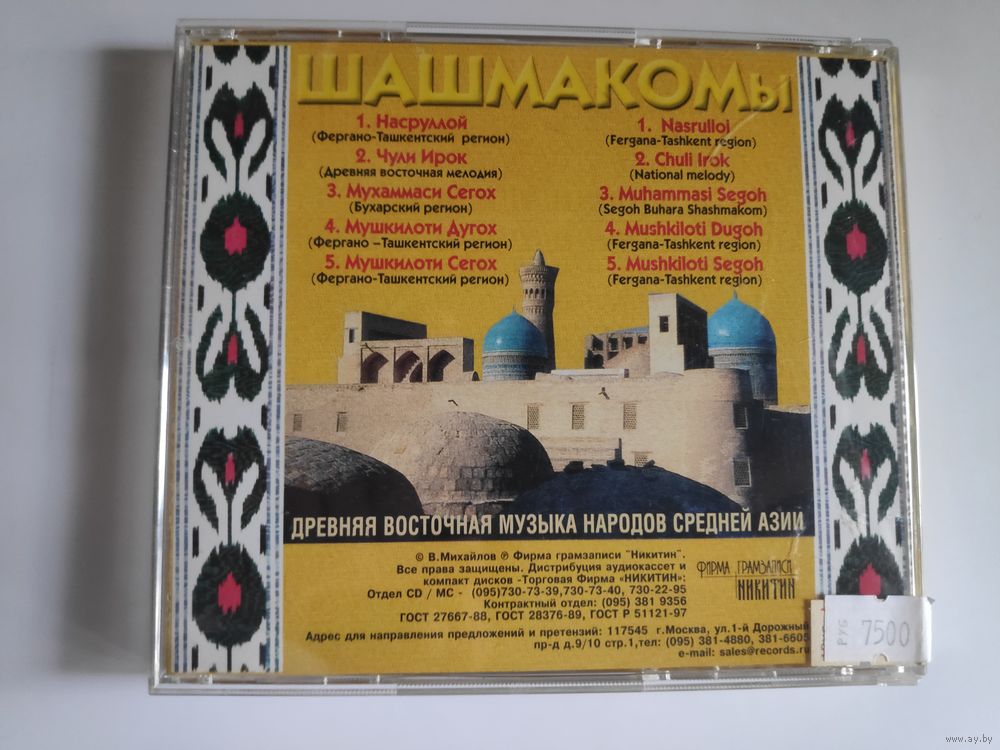 ШАШМАКОМы
1. Насруллой
(Фергано-Ташкентский регион)
2. Чули Ирок
(Древняя восточная мелодия)
3. Мухаммаси Сегох
(Бухарский регион)
4. Мушкилоти Дугох
(Фергано –Ташкентский регион)
5. Мушкилоти Сегох
(Фергано-Ташкентский регион)
1. Nasrulloi
(Fergana-Tashkent region)
2. Chuli Irok
(National melody)
3. Muhammasi Segoh
(Segoh Buhara Shashmakom)
4. Mushkiloti Dugoh
(Fergana-Tashkent region)
5. Mushkiloti Segoh
(Fergana-Tashkent region)
ДРЕВНЯЯ ВОСТОЧНАЯ МУЗЫКА НАРОДОВ СРЕДНЕЙ АЗИИ
© В.Михайлов ℗ Фирма грамзаписи "Никитин".
Все права защищены. Дистрибуция аудиокассет и
компакт дисков -Торговая Фирма «НИКИТИН»:
Отдел CD / MC - (095)730-73-39,730-73-40, 730-22-95
Контрактный отдел: (095) 381 9356
ГОСТ 27667-88, ГОСТ 28376-89, ГОСТ Р 51121-97
Адрес для направления предложений и претензий: 117545 г.Москва, ул.1-й Дорожный
пр-д д.9/10 стр.1,тел: (095) 381-4880, 381-6605
e-mail: sales@records.ru
ФИРМА ГРАМЗАПИСИ
НИКИТИН
РУБ 7500
www.ay.by